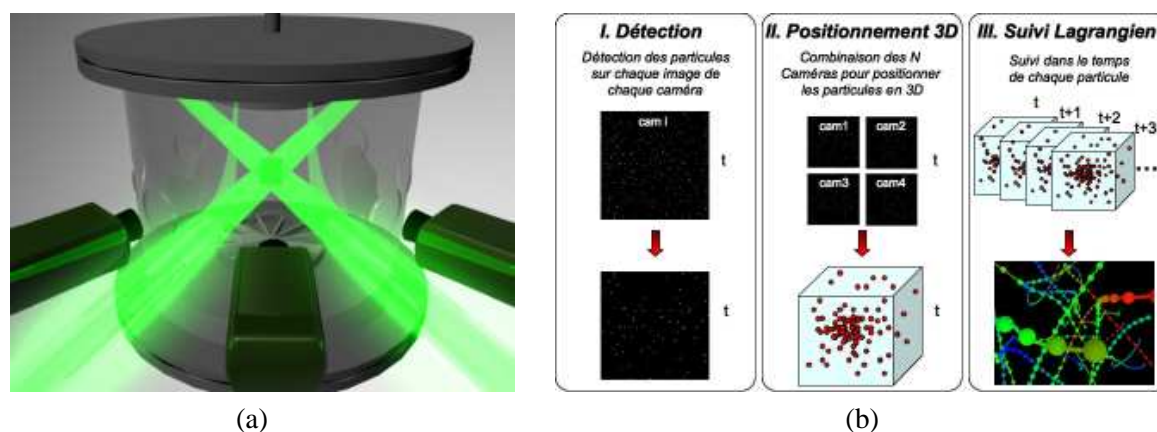 I. Détection
Détection des particules
sur chaque image de
chaque caméra
cam i
t
t
II. Positionnement 3D
Combinaison des N
Caméras pour positionner
les particules en 3D
cam1
cam2
t
cam3
cam4
t
III. Suivi Lagrangien
Suivi dans le temps
de chaque particule
t
t+1
t+2
t+3
(a)
(b)